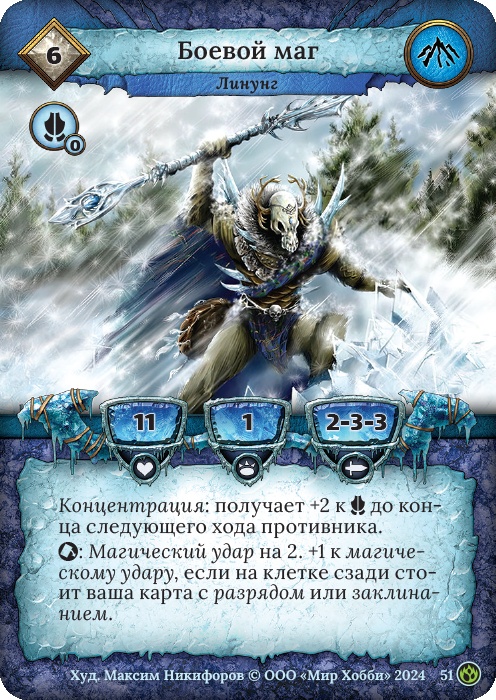 6
Боевой маг
Линунг
0
11
1
2-3-3
Концентрация: получает +2 к до кон-
ца следующего хода противника.
: Магический удар на 2. +1 к магиче-
скому удару, если на клетке сзади сто-
ит ваша карта с разрядом или заклина-
нием.
Худ. Максим Никифоров © ООО «Мир Хобби» 2024 51